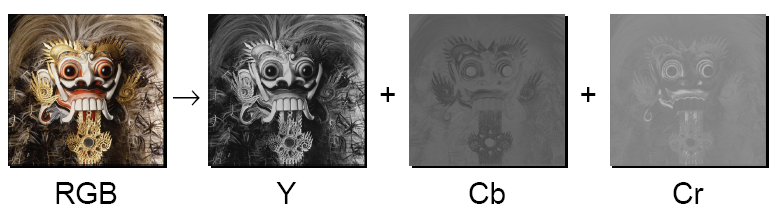 → + +
RGB Y Cb Cr